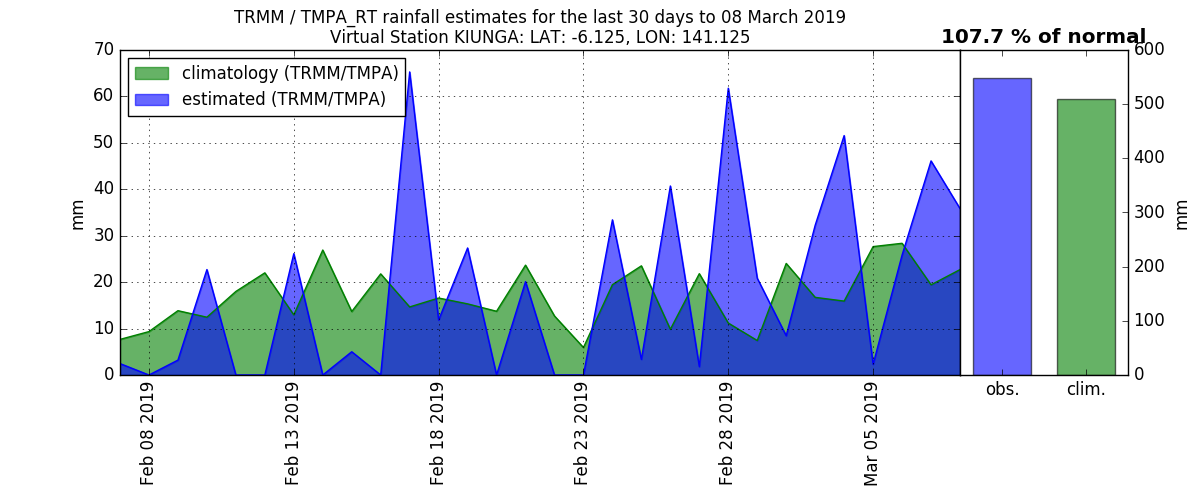 TRMM / TMPA_RT rainfall estimates for the last 30 days to 08 March 2019
Virtual Station KIUNGA: LAT: -6.125, LON: 141.125
107.7 % of normal
climatology (TRMM/TMPA)
estimated (TRMM/TMPA)
70
60
50
40
30
20
10
0
mm
Feb 08 2019
Feb 13 2019
Feb 18 2019
Feb 23 2019
Feb 28 2019
Mar 05 2019
600
500
400
300
200
100
0
mm
obs.
clim.